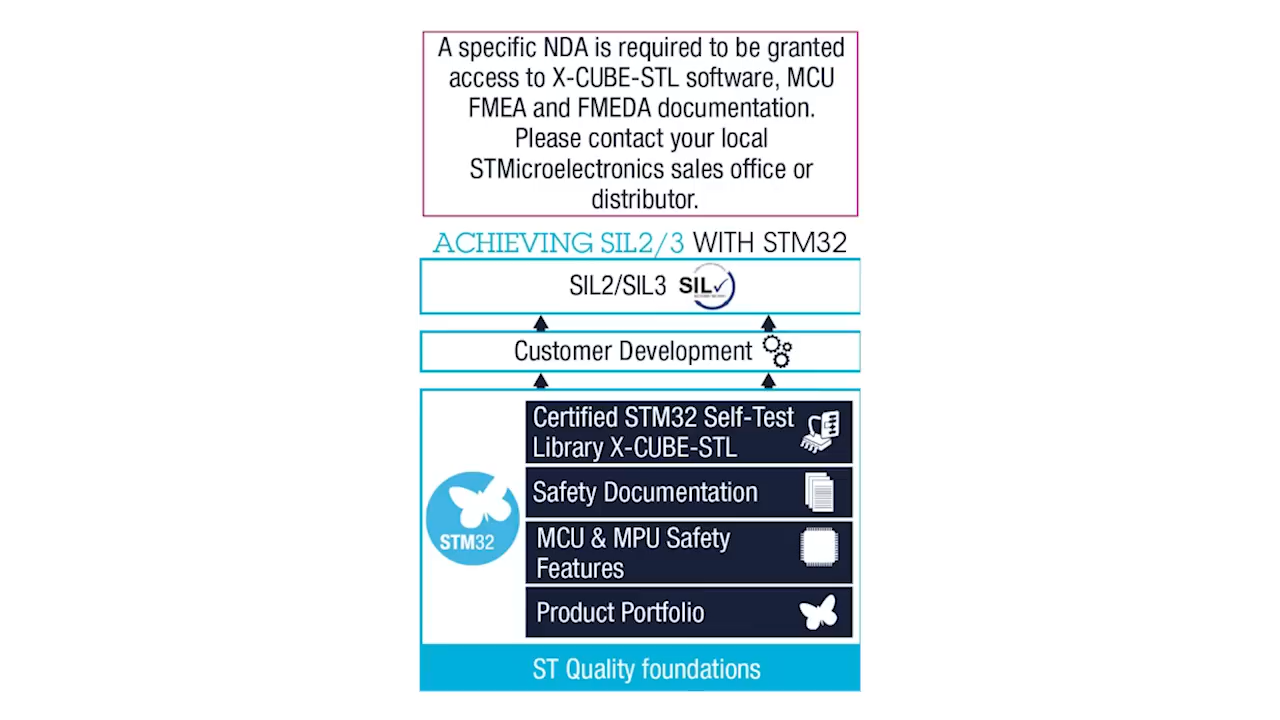 A specific NDA is required to be granted
access to X-CUBE-STL software, MCU
FMEA and FMEDA documentation.
Please contact your local
STMicroelectronics sales office or
distributor.
ACHIEVING SIL2/3 WITH STM32
SIL2/SIL3 SIL
Customer Development
Certified STM32 Self-Test
Library X-CUBE-STL
Safety Documentation
STM32
MCU & MPU Safety
Features
Product Portfolio
ST Quality foundations